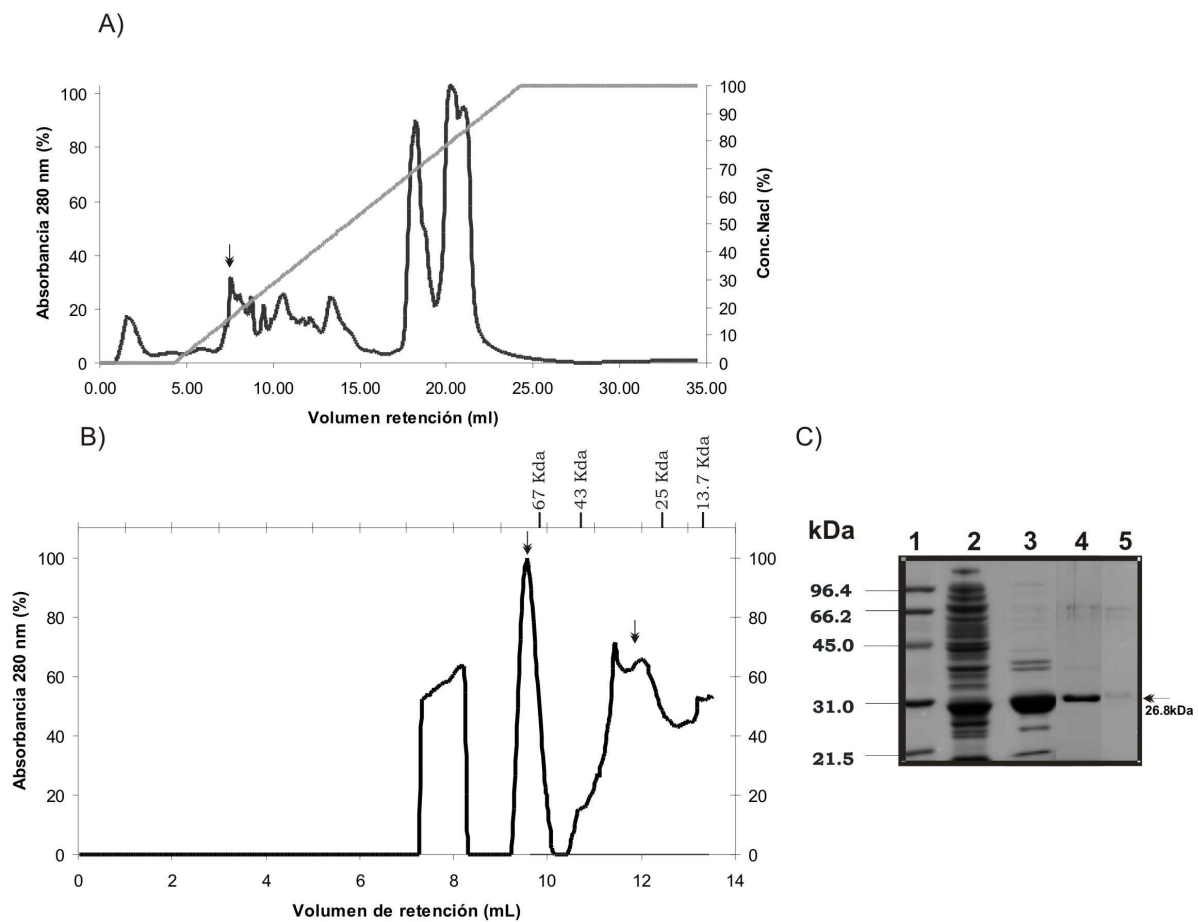 A)
100
80
60
40
20
0
Absorbancia 280 nm (%)
100
90
80
70
60
50
40
30
20
10
0
Conc.Nacl (%)
0.00 5.00 10.00 15.00 20.00 25.00 30.00 35.00
Volumen retención (ml)
B)
67 Kda
43 Kda
25 Kda
13.7 Kda
100
80
60
40
20
0
Absorbancia 280 nm (%)
100
80
60
40
20
0
0 2 4 6 8 10 12 14
Volumen de retención (mL)
C)
kDa
1 2 3 4 5
96.4
66.2
45.0
31.0
21.5
26.8kDa